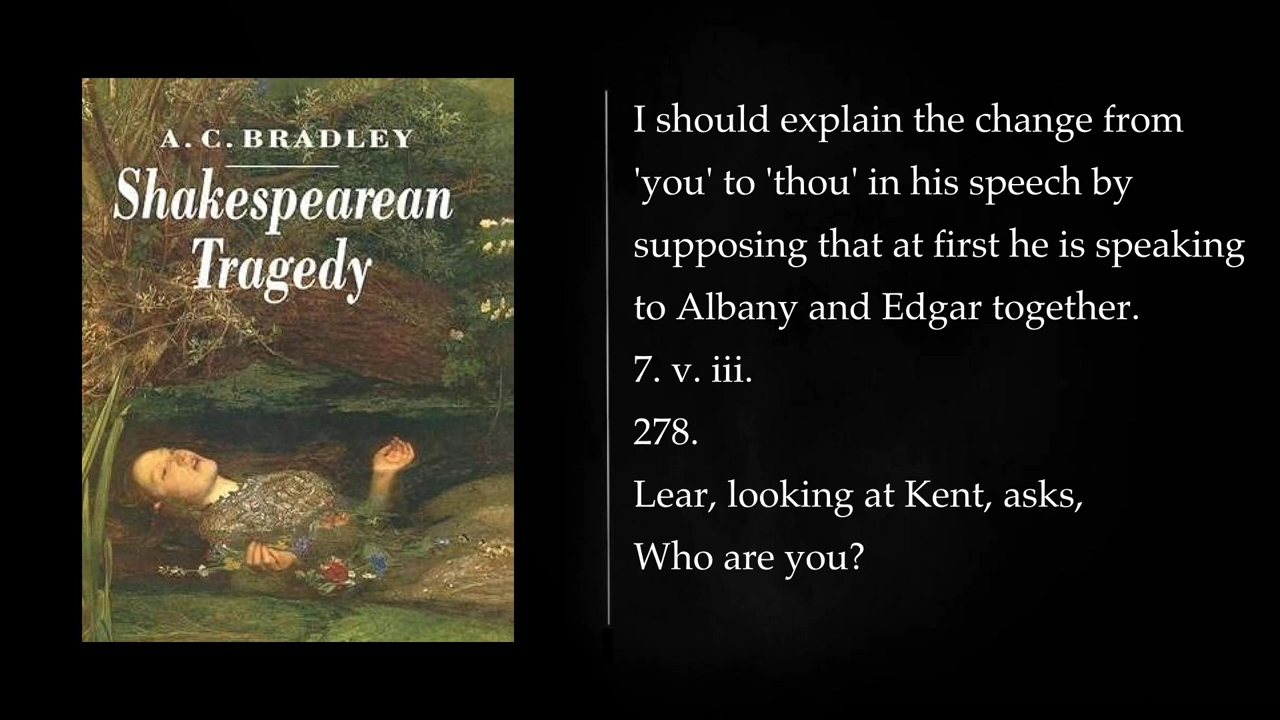 A. C. BRADLEY
Shakespearean
Tragedy
I should explain the change from
'you' to 'thou' in his speech by
supposing that at first he is speaking
to Albany and Edgar together.
7. v. iii.
278.
Lear, looking at Kent, asks,
Who are you?